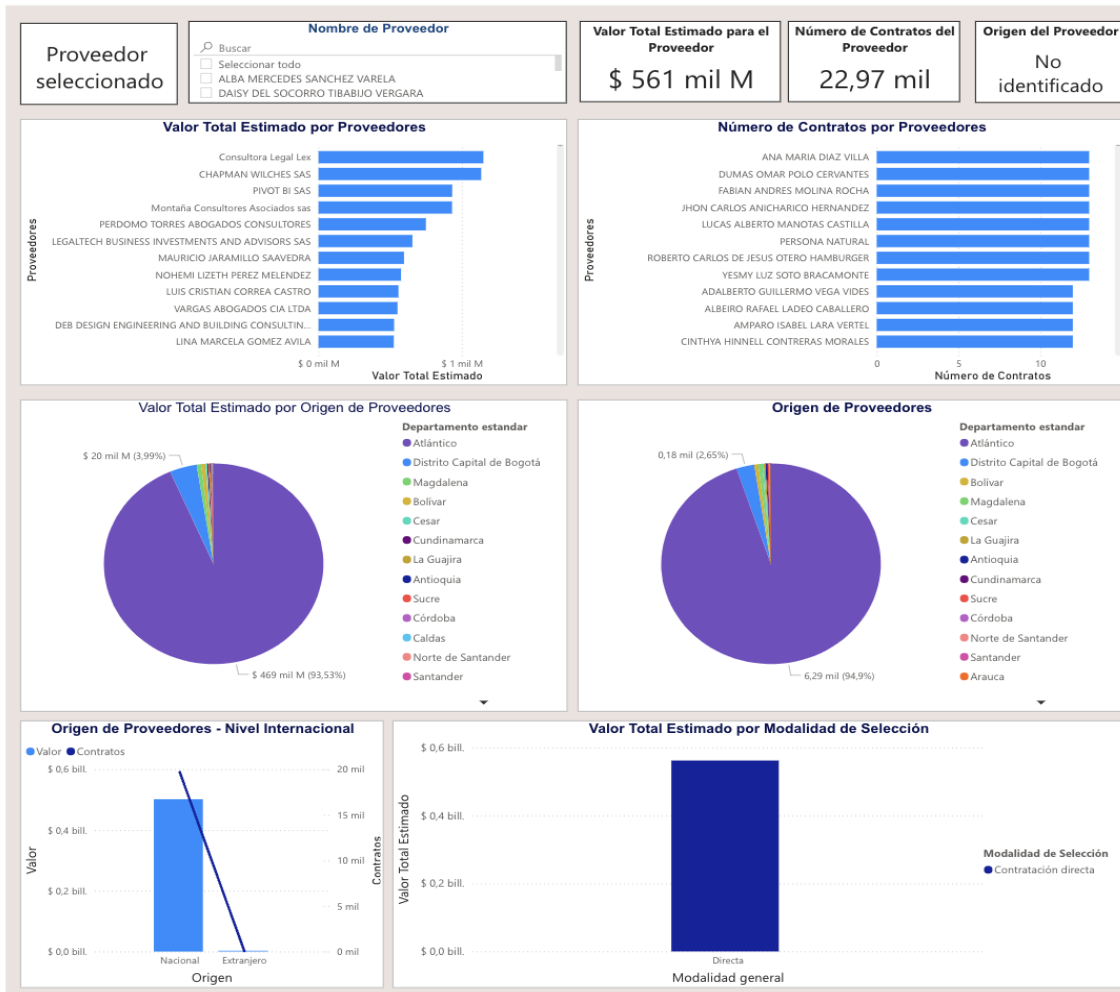 Proveedor
seleccionado
Nombre de Proveedor
Buscar
Seleccionar todo
ALBA MERCEDES SANCHEZ VARELA
DAISY DEL SOCORRO TIBABIJO VERGARA
Valor Total Estimado para el
Proveedor
$ 561 mil M
Número de Contratos del
Proveedor
22,97 mil
Origen del Proveedor
No
identificado
Valor Total Estimado por Proveedores
Proveedores
Consultora Legal Lex
CHAPMAN WILCHES SAS
PIVOT BI SAS
Montaña Consultores Asociados sas
PERDOMO TORRES ABOGADOS CONSULTORES
LEGALTECH BUSINESS INVESTMENTS AND ADVISORS SAS
MAURICIO JARAMILLO SAAVEDRA
NOHEMI LIZETH PEREZ MELENDEZ
LUIS CRISTIAN CORREA CASTRO
VARGAS ABOGADOS CIA LTDA
DEB DESIGN ENGINEERING AND BUILDING CONSULTIN...
LINA MARCELA GOMEZ AVILA
$ 0 mil M $ 1 mil M
Valor Total Estimado
Número de Contratos por Proveedores
Proveedores
ANA MARIA DIAZ VILLA
DUMAS OMAR POLO CERVANTES
FABIAN ANDRES MOLINA ROCHA
JHON CARLOS ANICHARICO HERNANDEZ
LUCAS ALBERTO MANOTAS CASTILLA
PERSONA NATURAL
ROBERTO CARLOS DE JESUS OTERO HAMBURGER
YESMY LUZ SOTO BRACAMONTE
ADALBERTO GUILLERMO VEGA VIDES
ALBEIRO RAFAEL LADEO CABALLERO
AMPARO ISABEL LARA VERTEL
CINTHYA HINNELL CONTRERAS MORALES
0 5 10
Número de Contratos
Valor Total Estimado por Origen de Proveedores
$ 20 mil M (3,99%)
$ 469 mil M (93,53%)
Departamento estandar
Atlántico
Distrito Capital de Bogotá
Magdalena
Bolívar
Cesar
Cundinamarca
La Guajira
Antioquia
Sucre
Córdoba
Caldas
Norte de Santander
Santander
Origen de Proveedores
0,18 mil (2,65%)
6,29 mil (94,9%)
Departamento estandar
Atlántico
Distrito Capital de Bogotá
Bolívar
Magdalena
Cesar
La Guajira
Antioquia
Cundinamarca
Sucre
Córdoba
Norte de Santander
Santander
Arauca
Origen de Proveedores - Nivel Internacional
Valor Contratos
Valor
$ 0,6 bill.
$ 0,4 bill.
$ 0,2 bill.
$ 0,0 bill.
20 mil
15 mil
10 mil
5 mil
0 mil
Contratos
Nacional Extranjero
Origen
Valor Total Estimado por Modalidad de Selección
Valor Total Estimado
$ 0,6 bill.
$ 0,4 bill.
$ 0,2 bill.
$ 0,0 bill.
Directa
Modalidad general
Modalidad de Selección
Contratación directa